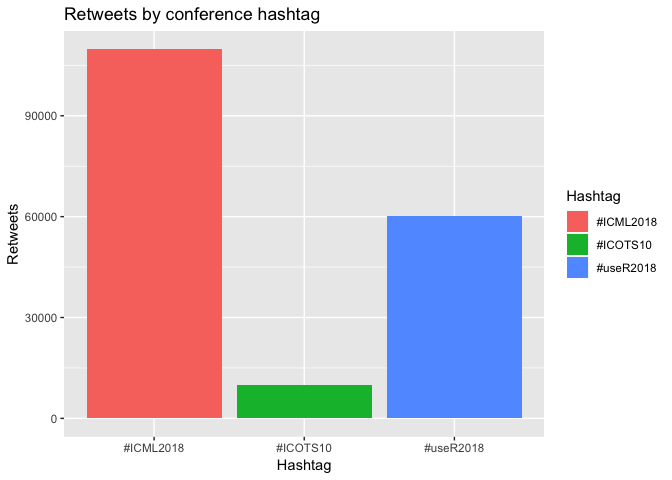 Retweets by conference hashtag
Retweets
90000
60000
30000
0
#ICML2018
#ICOTS10
#useR2018
Hashtag
Hashtag
#ICML2018
#ICOTS10
#useR2018